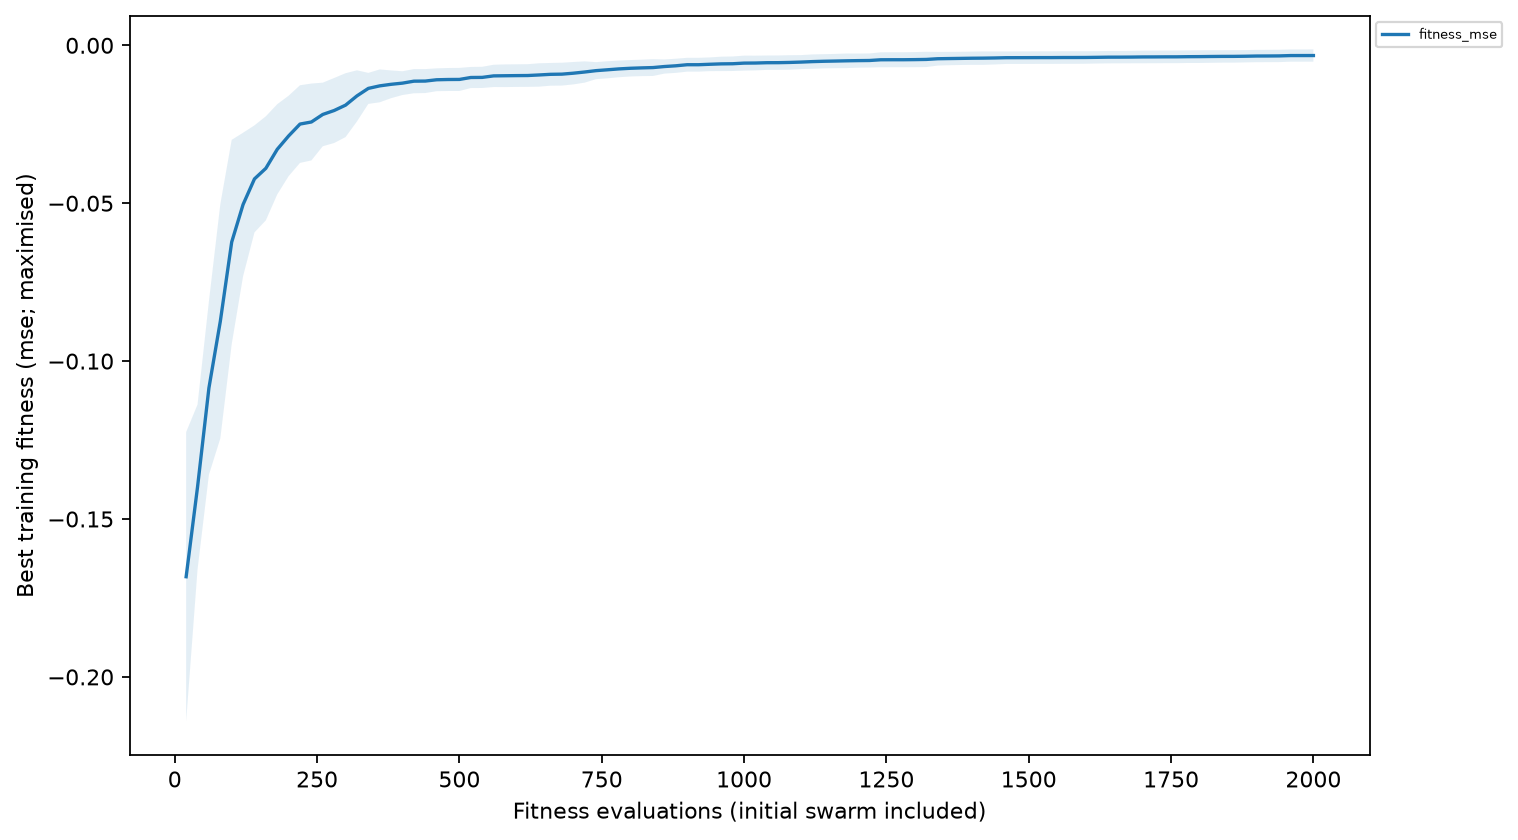 fitness_mse
Best training fitness (mse; maximised)
0.00
−0.05
−0.10
−0.15
−0.20
0 250 500 750 1000 1250 1500 1750 2000
Fitness evaluations (initial swarm included)